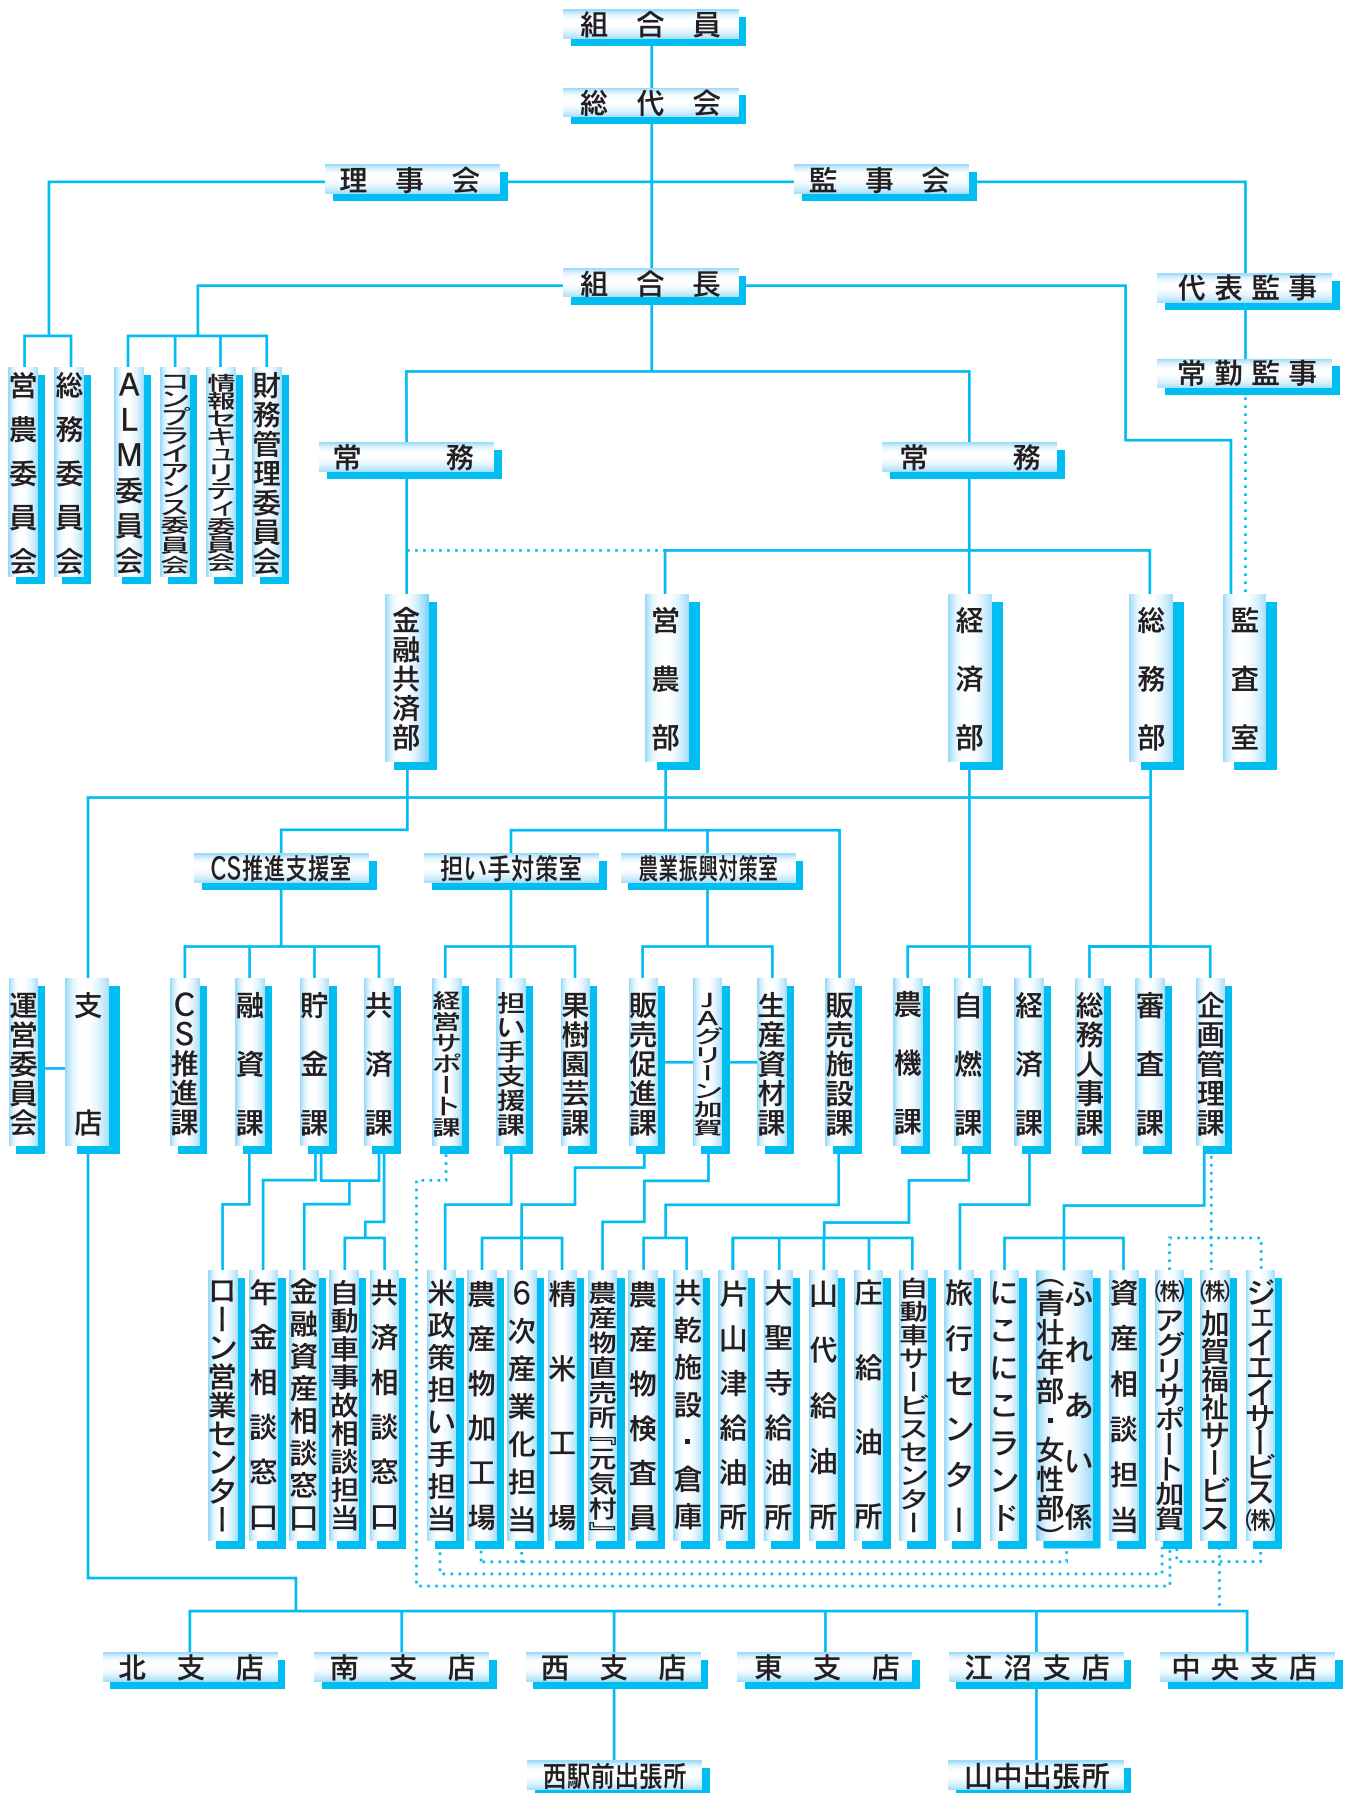 組合員
総代会
理事会
監事会
組合長
代表監事
常勤監事
営農委員会
総務委員会
ALM委員会
コンプライアンス委員会
情報セキュリティ委員会
財務管理委員会
常務
常務
金融共済部
営農部
経済部
総務部
監査室
CS推進支援室
担い手対策室
農業振興対策室
運営委員会
支店
CS推進課
融資課
貯金課
共済課
経営サポート課
担い手支援課
果樹園芸課
販売促進課
JAグリーン加賀
生産資材課
販売施設課
農機課
自燃課
経済課
総務人事課
審査課
企画管理課
ローン営業センター
年金相談窓口
金融資産相談窓口
自動車事故相談担当
共済相談窓口
米政策担い手担当
農産物加工場
6次産業化担当
精米工場
農産物直売所『元気村』
農産物検査員
共乾施設・倉庫
片山津給油所
大聖寺給油所
山代給油所
庄給油所
自動車サービスセンター
旅行センター
にこにこランド
ふれあい係
(青壮年部・女性部)
資産相談担当
㈱アグリサポート加賀
㈱加賀福祉サービス
ジェイエイサービス㈱
北支店
南支店
西支店
東支店
江沼支店
中央支店
西駅前出張所
山中出張所